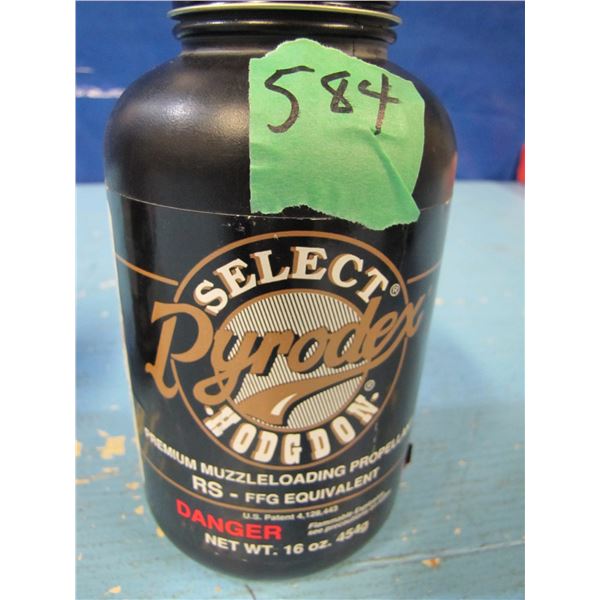 584
SELECT®
Pyrodex
·HODGDON·®
PREMIUM MUZZLELOADING
RS - FFG EQUIVALENT
U.S. Patent 4,128,443
DANGER
NET WT. 16 oz. 454g